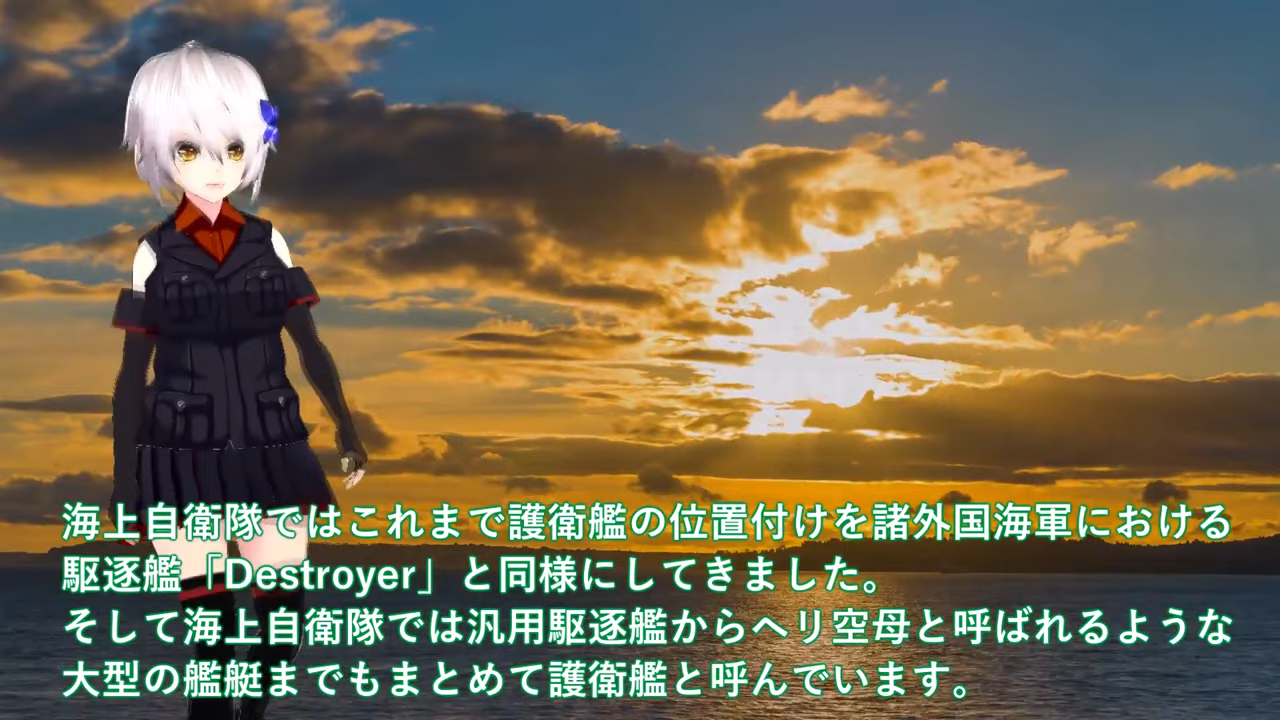 海上自衛隊ではこれまで護衛艦の位置付けを諸外国海軍における
駆逐艦「Destroyer」と同様にしてきました。
そして海上自衛隊では汎用駆逐艦からヘリ空母と呼ばれるような
大型の艦艇までもまとめて護衛艦と呼んでいます。